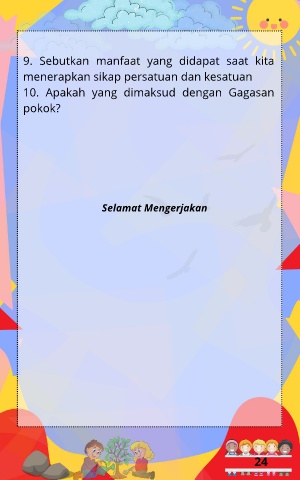 9. Sebutkan manfaat yang didapat saat kita
menerapkan sikap persatuan dan kesatuan
10. Apakah yang dimaksud dengan Gagasan
pokok?
Selamat Mengerjakan
24